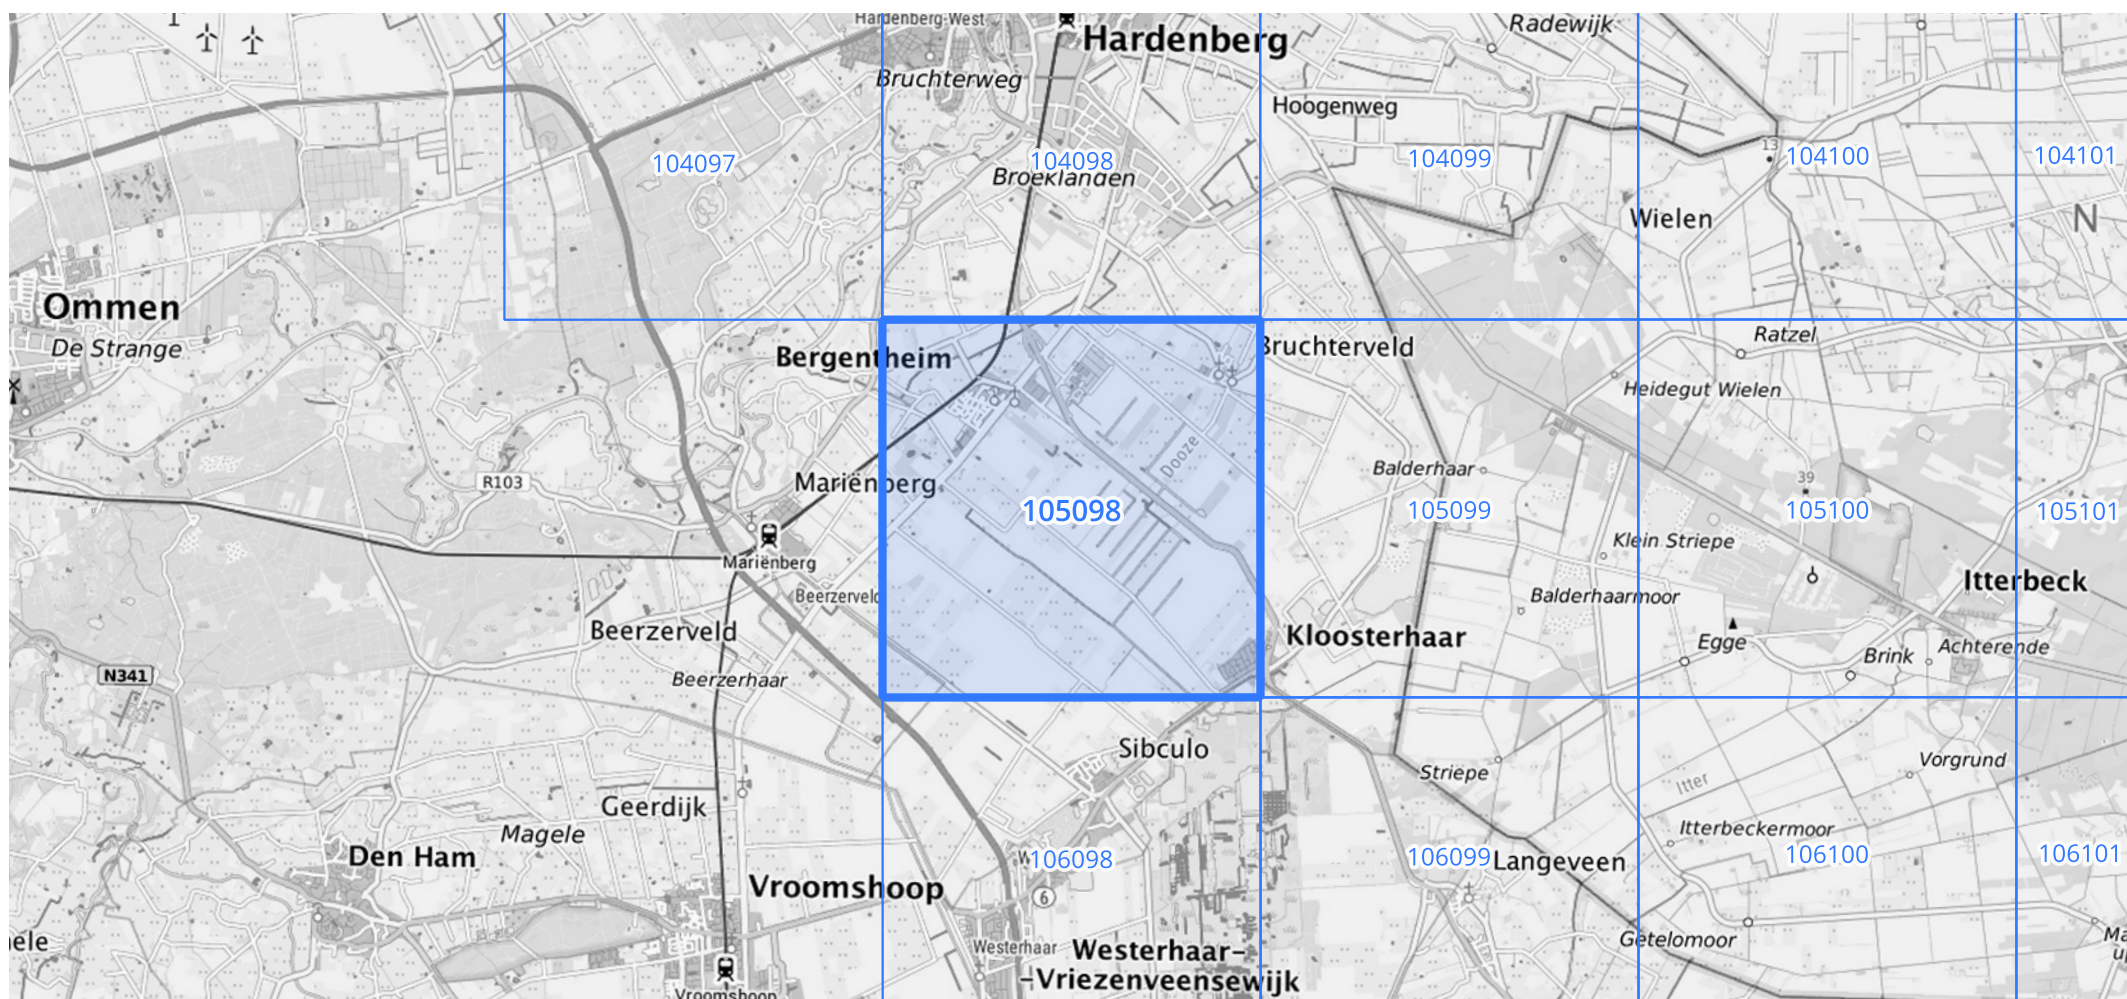 Hardenberg-West
Hardenberg
Radewijk
Bruchterweg
Hoogenweg
104097
104098
104099
104100
104101
13
Broeklanden
Wielen
N
Ommen
De Strange
Bergentheim
Bruchterveld
Ratzel
Heidegut Wielen
Dooze
Balderhaar
39
R103
Mariënberg
105098
105099
105100
105101
Klein Striepe
Mariënberg
Itterbeck
Beerzerveld
Balderhaarmoor
Beerzerveld
Kloosterhaar
Egge
Brink
Achterende
N341
Beerzerhaar
Sibculo
Striepe
Vorgrund
Itter
Geerdijk
Magele
Itterbeckermoor
Den Ham
W
106098
106099
Langeveen
106100
106101
Vroomshoop
6
Westerhaar
Westerhaar-
-Vriezenveensewijk
Getelomoor
Vroomshoop